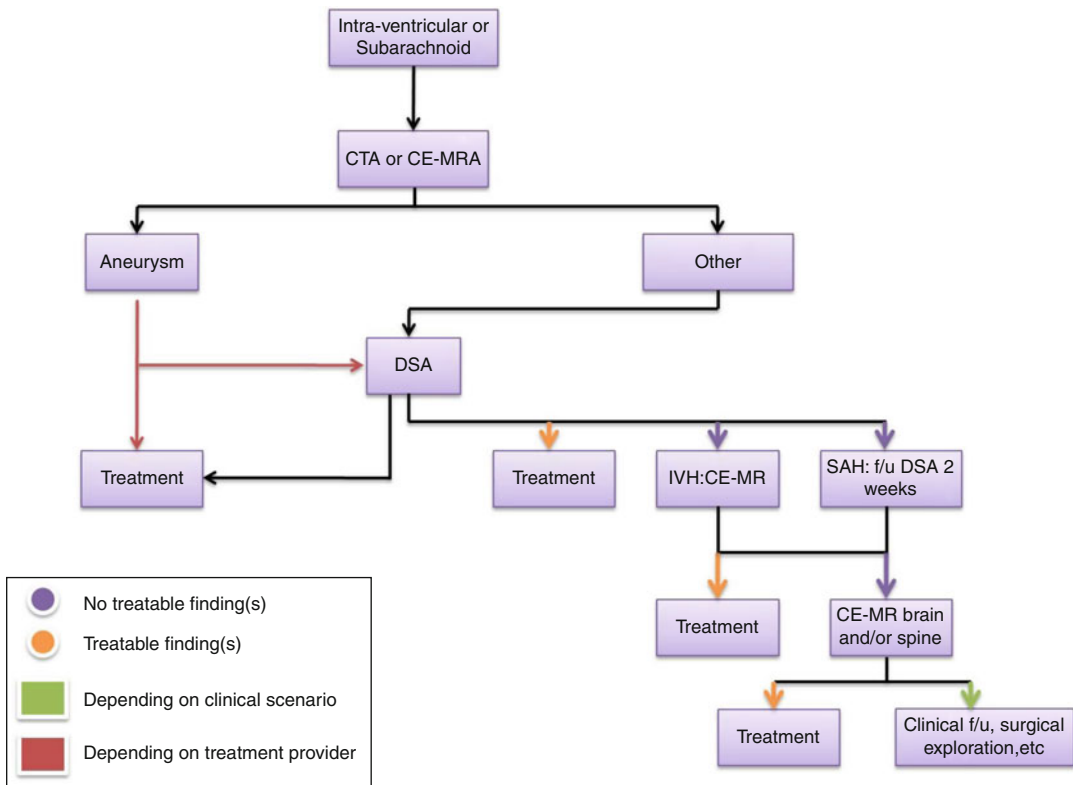 Intra-ventricular or
Subarachnoid
CTA or CE-MRA
Aneurysm
Other
DSA
Treatment
Treatment
IVH:CE-MR
SAH: f/u DSA 2
weeks
Treatment
CE-MR brain
and/or spine
Treatment
Clinical f/u, surgical
exploration,etc
No treatable finding(s)
Treatable finding(s)
Depending on clinical scenario
Depending on treatment provider